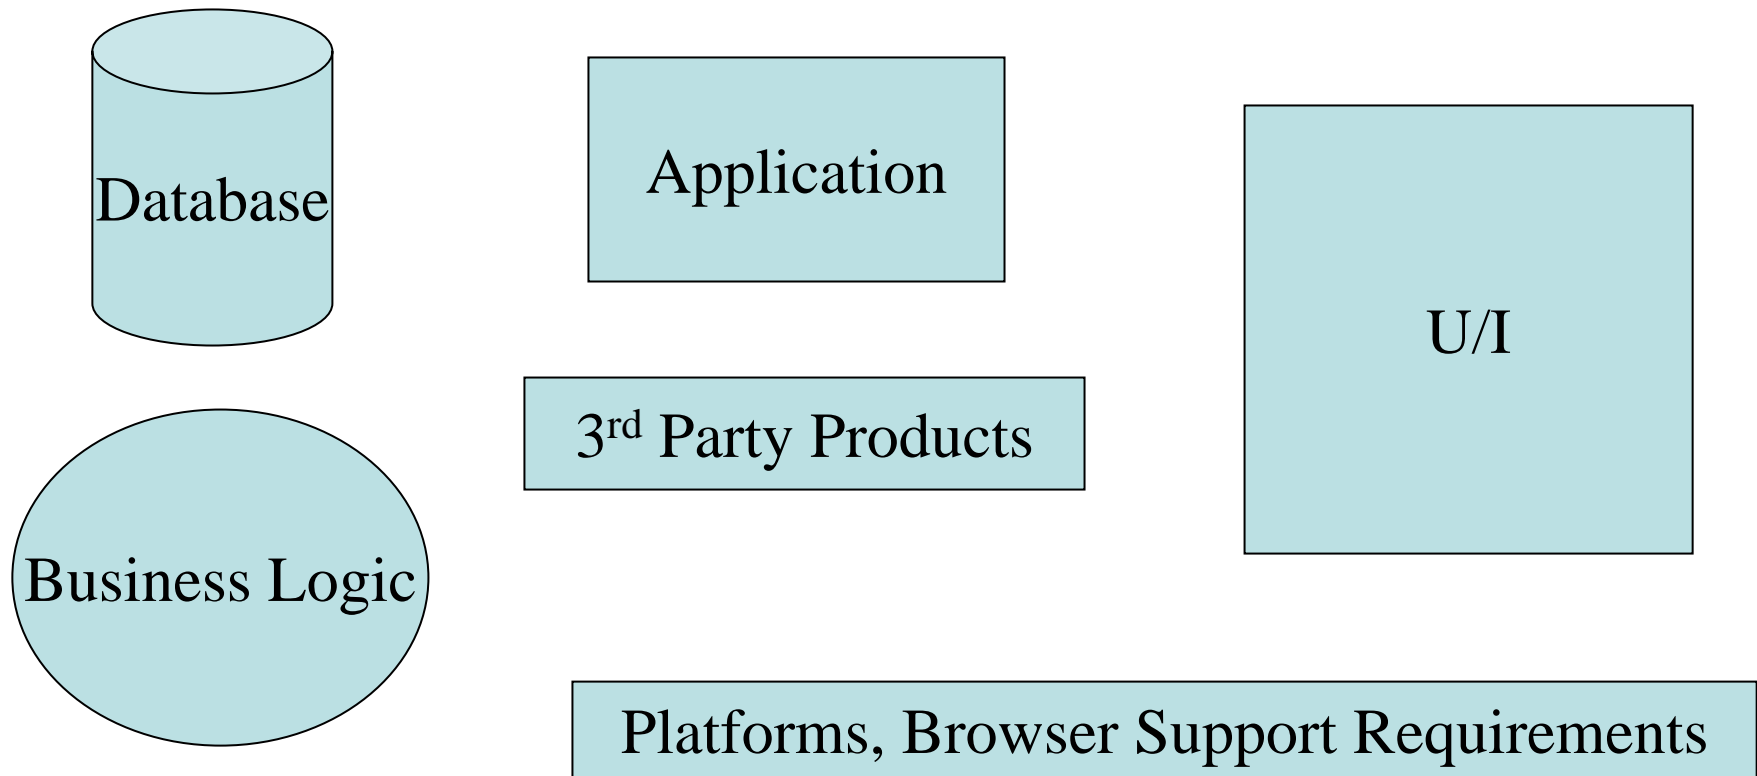 Database
Application
U/I
3rd Party Products
Business Logic
Platforms, Browser Support Requirements